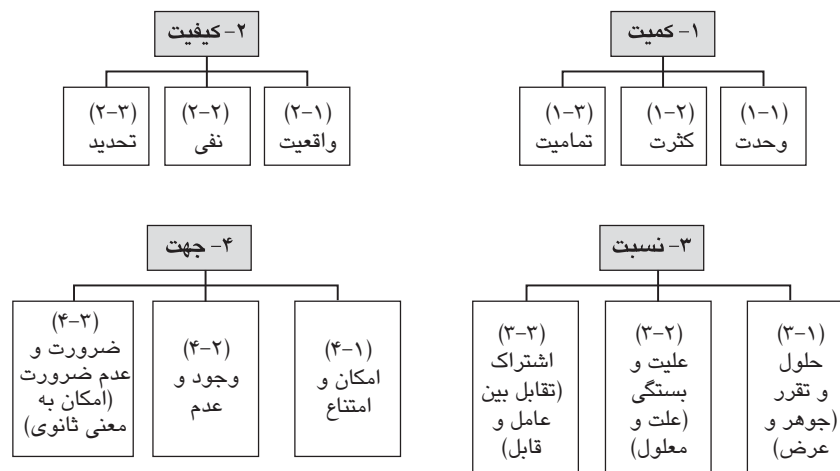 ۱- کمیت
(۱-۱)
وحدت
(۱-۲)
کثرت
(۱-۳)
تمامیت
۲- کیفیت
(۲-۱)
واقعیت
(۲-۲)
نفی
(۲-۳)
تحدید
۳- نسبت
(۳-۱)
حلول
و تقرر
(جوهر و
عرض)
(۳-۲)
علیت و
بستگی
(علت و
معلول)
(۳-۳)
اشتراک
(تقابل بین
عامل و
قابل)
۴- جهت
(۴-۱)
امکان و
امتناع
(۴-۲)
وجود و
عدم
(۴-۳)
ضرورت و
عدم ضرورت
(امکان به
معنی ثانوی)